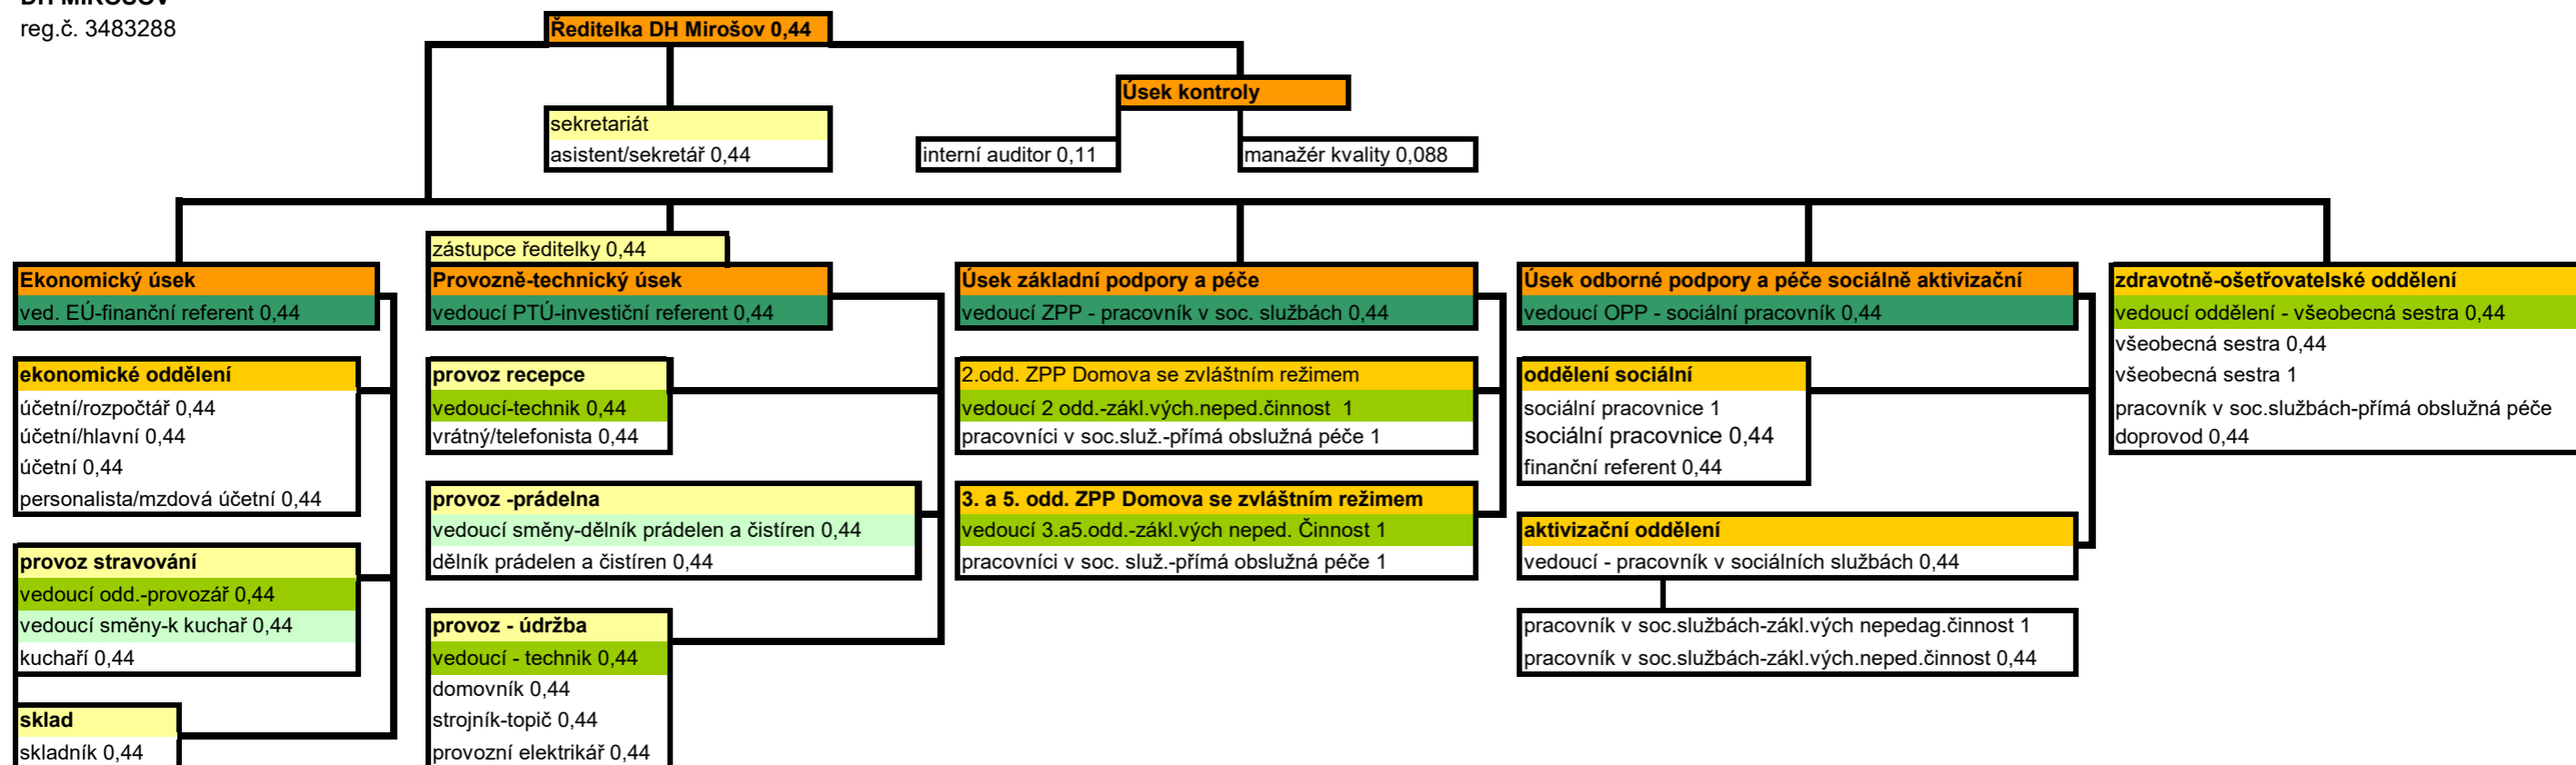 DH MIROŠOV
reg.č. 3483288
Ředitelka DH Mirošov 0,44
Úsek kontroly
sekretariát
asistent/sekretář 0,44
interní auditor 0,11
manažér kvality 0,088
zástupce ředitelky 0,44
Ekonomický úsek
ved. EÚ-finanční referent 0,44
ekonomické oddělení
účetní/rozpočtář 0,44
účetní/hlavní 0,44
účetní 0,44
personalista/mzdová účetní 0,44
provoz stravování
vedoucí odd.-provozář 0,44
vedoucí směny-k kuchař 0,44
kuchaří 0,44
sklad
skladník 0,44
Provozně-technický úsek
vedoucí PTÚ-investiční referent 0,44
provoz recepce
vedoucí-technik 0,44
vrátný/telefonista 0,44
provoz -prádelna
vedoucí směny-dělník prádelen a čistíren 0,44
dělník prádelen a čistíren 0,44
provoz - údržba
vedoucí - technik 0,44
domovník 0,44
strojník-topič 0,44
provozní elektrikář 0,44
Úsek základní podpory a péče
vedoucí ZPP - pracovník v soc. službách 0,44
2.odd. ZPP Domova se zvláštním režimem
vedoucí 2 odd.-zákl.vých.neped.činnost  1
pracovníci v soc.služ.-přímá obslužná péče 1
3. a 5. odd. ZPP Domova se zvláštním režimem
vedoucí 3.a5.odd.-zákl.vých neped. Činnost 1
pracovníci v soc. služ.-přímá obslužná péče 1
Úsek odborné podpory a péče sociálně aktivizační
vedoucí OPP - sociální pracovník 0,44
oddělení sociální
sociální pracovnice 1
sociální pracovnice 0,44
finanční referent 0,44
aktivizační oddělení
vedoucí - pracovník v sociálních službách 0,44
pracovník v soc.službách-zákl.vých nepedag.činnost 1
pracovník v soc.službách-zákl.vých.neped.činnost 0,44
zdravotně-ošetřovatelské oddělení
vedoucí oddělení - všeobecná sestra 0,44
všeobecná sestra 0,44
všeobecná sestra 1
pracovník v soc.službách-přímá obslužná péče
doprovod 0,44